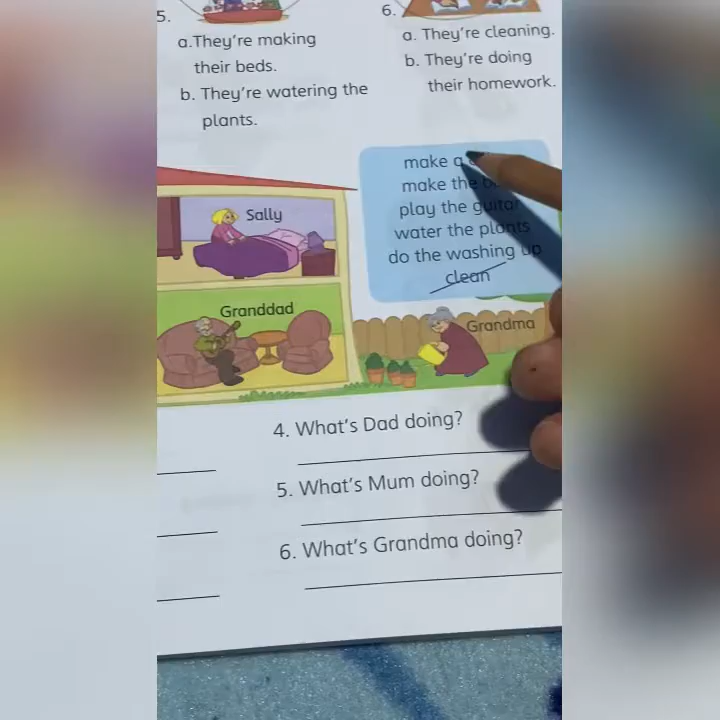 5.
a.They're making
their beds.
b. They're watering the
plants.
6.
a. They're cleaning.
b. They're doing
their homework.
make a
make the
play the guitar
water the plants
do the washing up
clean
Sally
Granddad
Grandma
4. What's Dad doing?
5. What's Mum doing?
6. What's Grandma doing?